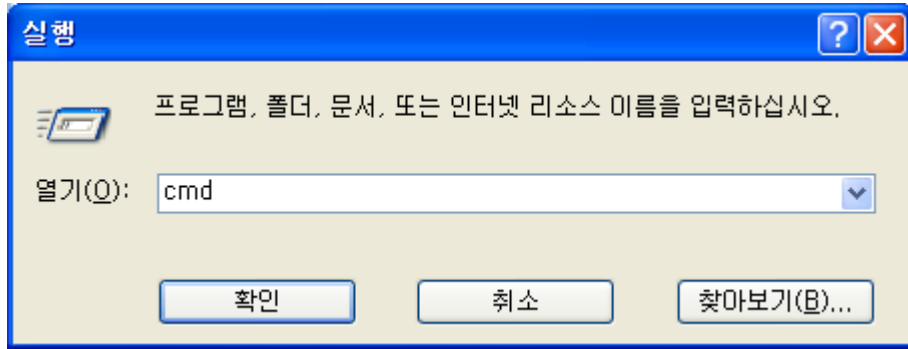 실행
프로그램, 폴더, 문서, 또는 인터넷 리소스 이름을 입력하십시오.
열기(O): cmd
확인 취소 찾아보기(B)...